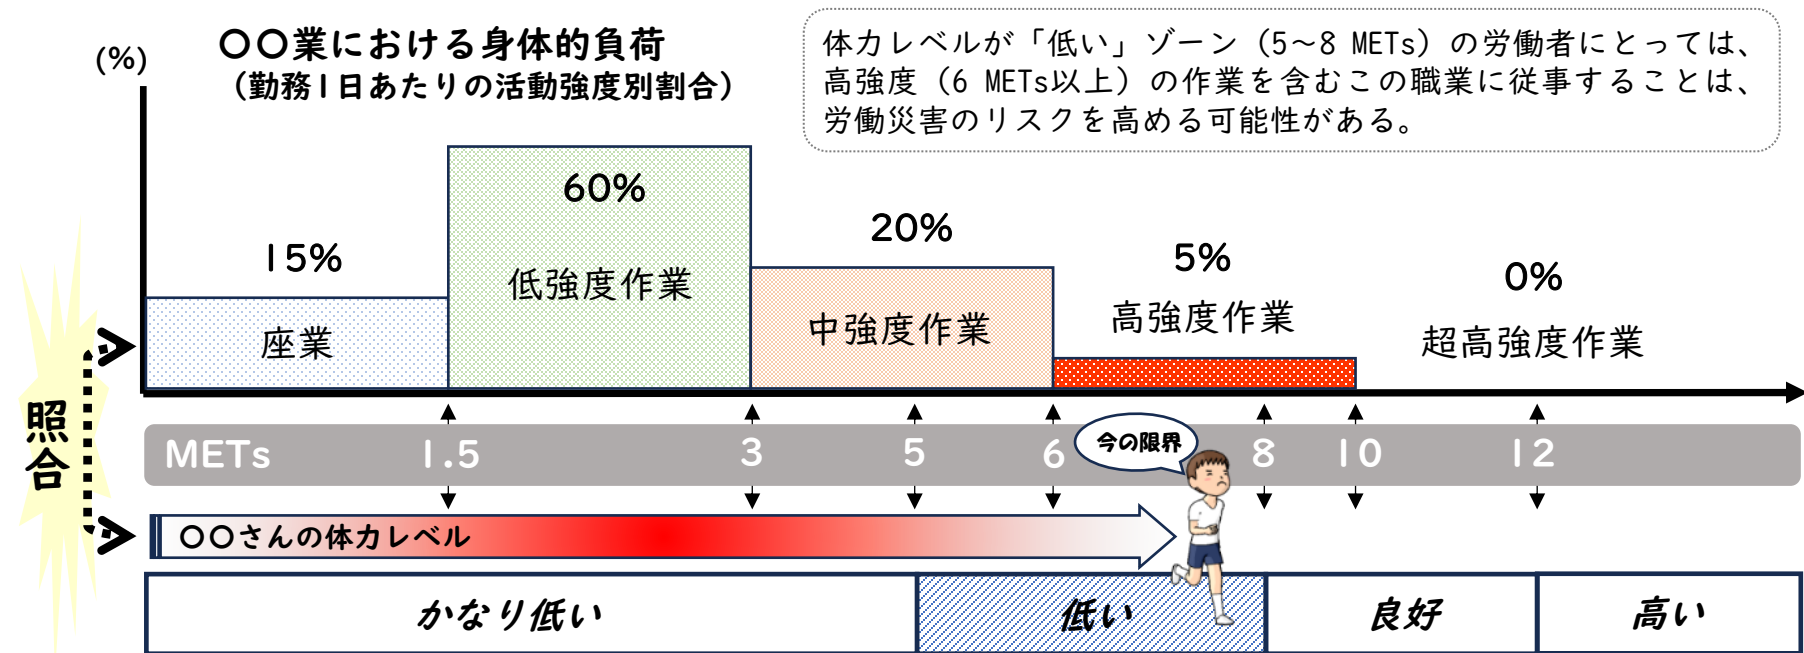 (%)
〇〇業における身体的負荷
（勤務1日あたりの活動強度別割合）
体力レベルが「低い」ゾーン（5～8 METs）の労働者にとっては、
高強度（6 METs以上）の作業を含むこの職業に従事することは、
労働災害のリスクを高める可能性がある。
15%
座業
60%
低強度作業
20%
中強度作業
5%
高強度作業
0%
超高強度作業
照合
METs 1.5 3 5 6 8 10 12
今の限界
〇〇さんの体力レベル
かなり低い 低い 良好 高い